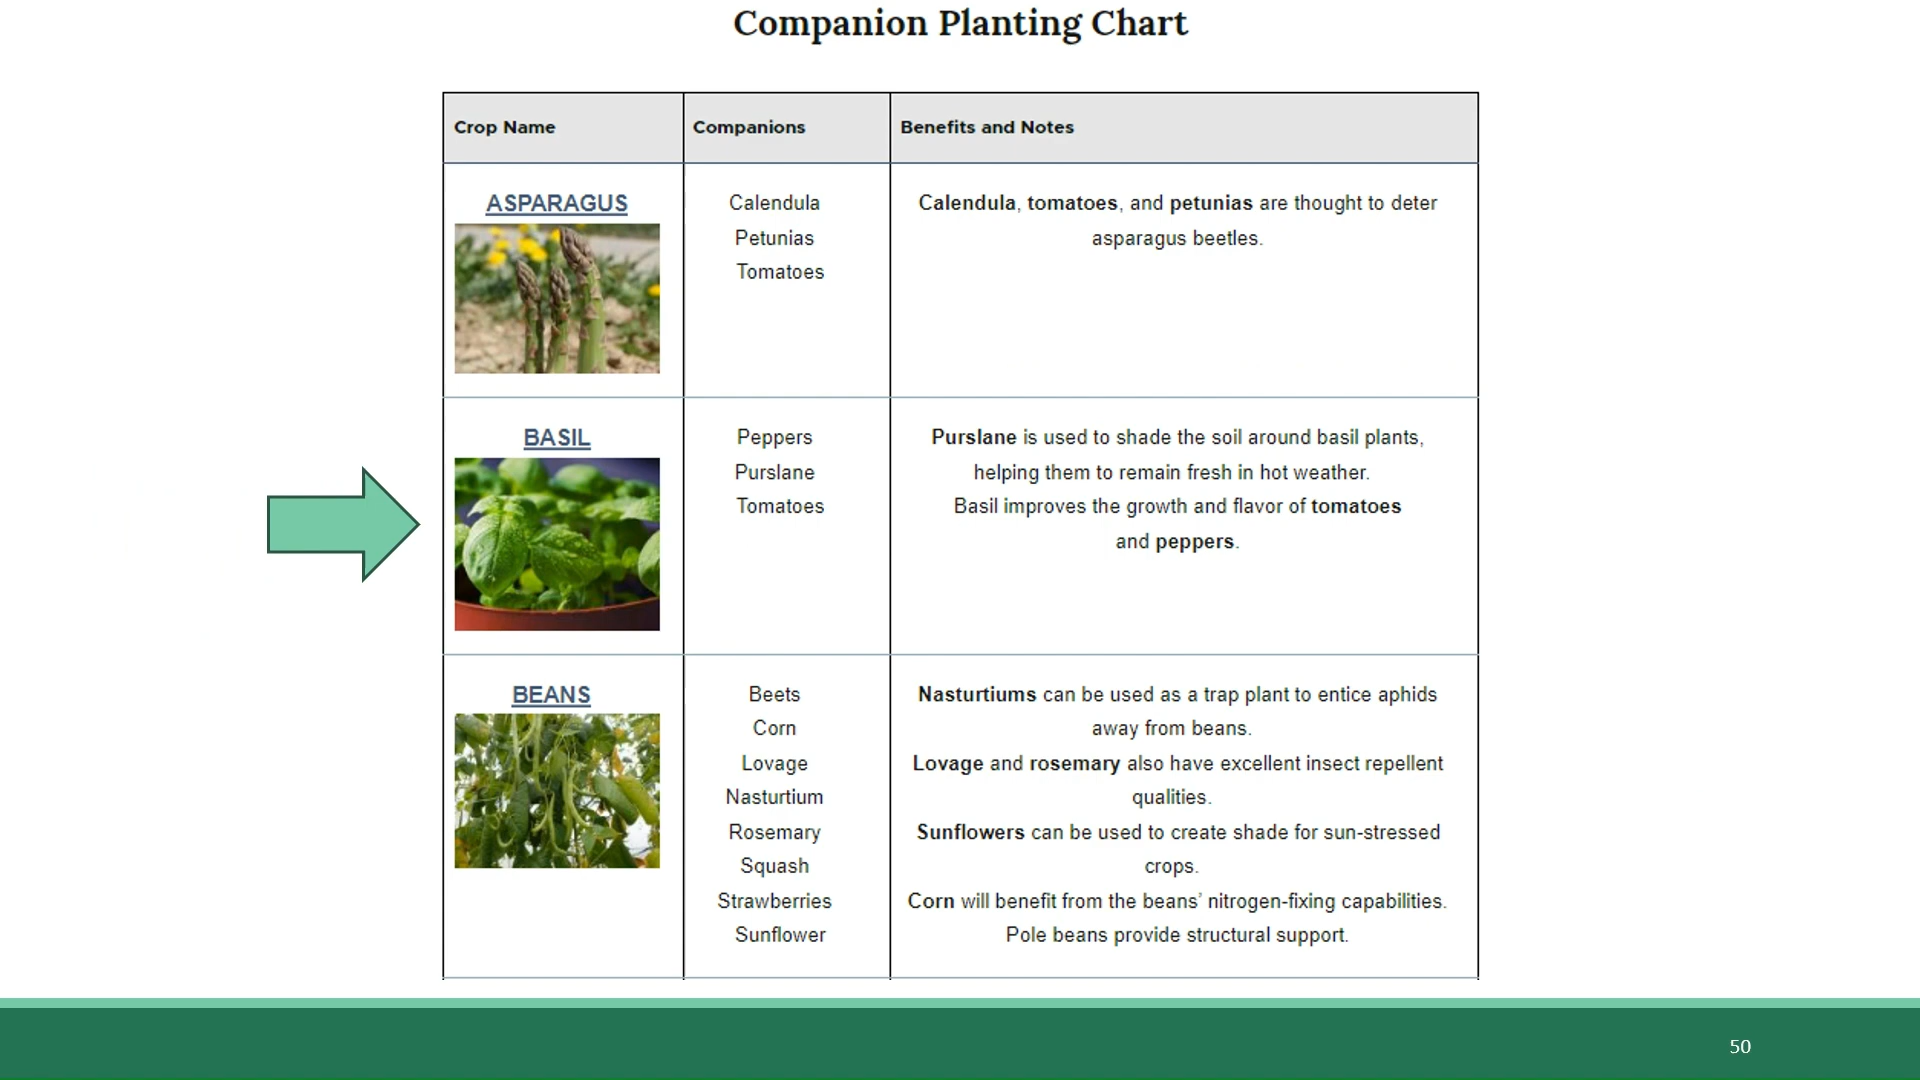 Companion Planting Chart
Crop Name
Companions
Benefits and Notes
ASPARAGUS
Calendula
Petunias
Tomatoes
Calendula, tomatoes, and petunias are thought to deter
asparagus beetles.
BASIL
Peppers
Purslane
Tomatoes
Purslane is used to shade the soil around basil plants,
helping them to remain fresh in hot weather.
Basil improves the growth and flavor of tomatoes
and peppers.
BEANS
Beets
Corn
Lovage
Nasturtium
Rosemary
Squash
Strawberries
Sunflower
Nasturtiums can be used as a trap plant to entice aphids
away from beans.
Lovage and rosemary also have excellent insect repellent
qualities.
Sunflowers can be used to create shade for sun-stressed
crops.
Corn will benefit from the beans’ nitrogen-fixing capabilities.
Pole beans provide structural support.
50